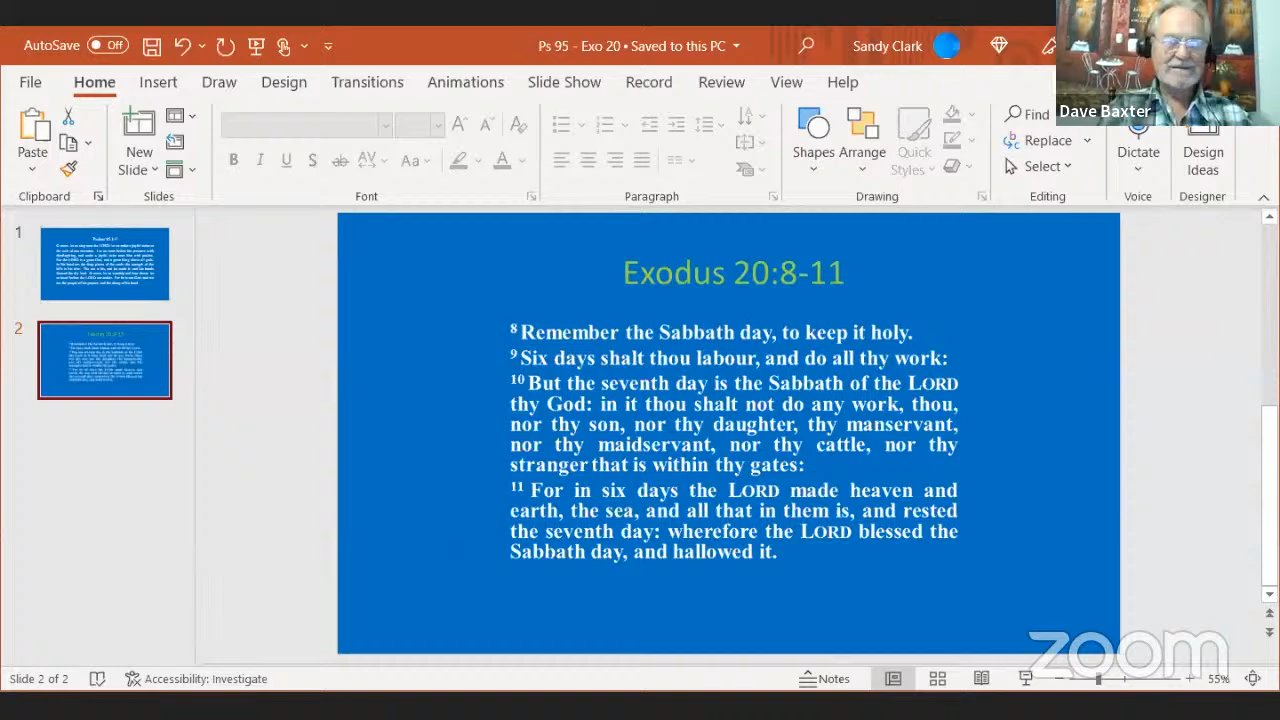 AutoSave Off Ps 95 - Exo 20 • Saved to this PC Sandy Clark
File Home Insert Draw Design Transitions Animations Slide Show Record Review View Help
Dave Baxter
Paste New Slide Shapes Arrange Quick Styles Find Replace Select Dictate Design Ideas
Clipboard Slides Font Paragraph Drawing Editing Voice Designer
1
2
Exodus 20:8-11
8 Remember the Sabbath day, to keep it holy.
9 Six days shalt thou labour, and do all thy work:
10 But the seventh day is the Sabbath of the LORD
thy God: in it thou shalt not do any work, thou,
nor thy son, nor thy daughter, thy manservant,
nor thy maidservant, nor thy cattle, nor thy
stranger that is within thy gates:
11 For in six days the LORD made heaven and
earth, the sea, and all that in them is, and rested
the seventh day: wherefore the LORD blessed the
Sabbath day, and hallowed it.
zoom
Slide 2 of 2 Accessibility: Investigate Notes 55%